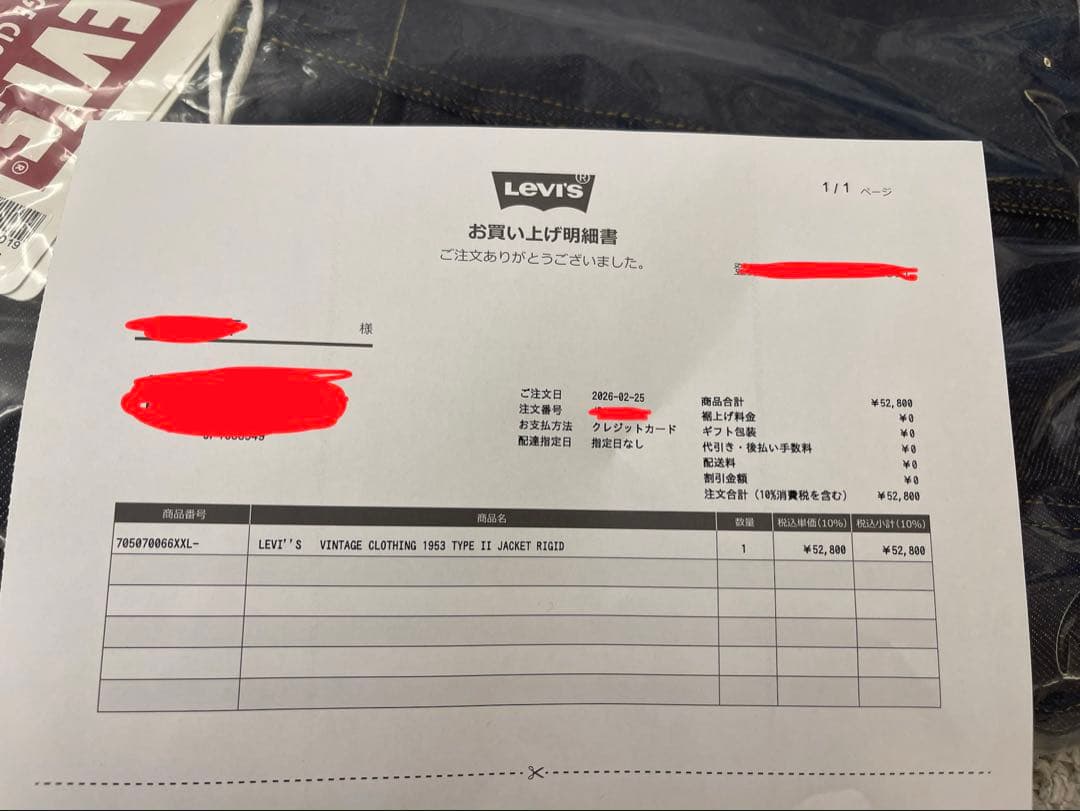 LEVI'S®
1/1 ページ
お買い上げ明細書
ご注文ありがとうございました。
様
ご注文日 2026-02-25
注文番号
お支払方法 クレジットカード
配達指定日 指定日なし
商品合計 ¥52,800
裾上げ料金 ¥0
ギフト包装 ¥0
代引き・後払い手数料 ¥0
配送料 ¥0
割引金額 ¥0
注文合計（10%消費税を含む） ¥52,800
商品番号 商品名 数量 税込単価(10%) 税込小計(10%)
705070066XXL- LEVI''S VINTAGE CLOTHING 1953 TYPE II JACKET RIGID 1 ¥52,800 ¥52,800